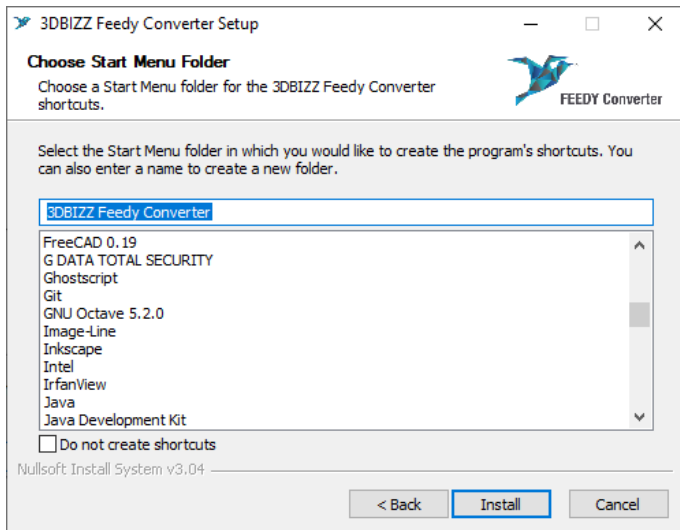 3DBIZZ Feedy Converter Setup
Choose Start Menu Folder
Choose a Start Menu folder for the 3DBIZZ Feedy Converter
shortcuts.
FEEDY Converter
Select the Start Menu folder in which you would like to create the program's shortcuts. You
can also enter a name to create a new folder.
3DBIZZ Feedy Converter
FreeCAD 0.19
G DATA TOTAL SECURITY
Ghostscript
Git
GNU Octave 5.2.0
Image-Line
Inkscape
Intel
IrfanView
Java
Java Development Kit
Do not create shortcuts
Nullsoft Install System v3.04
< Back
Install
Cancel